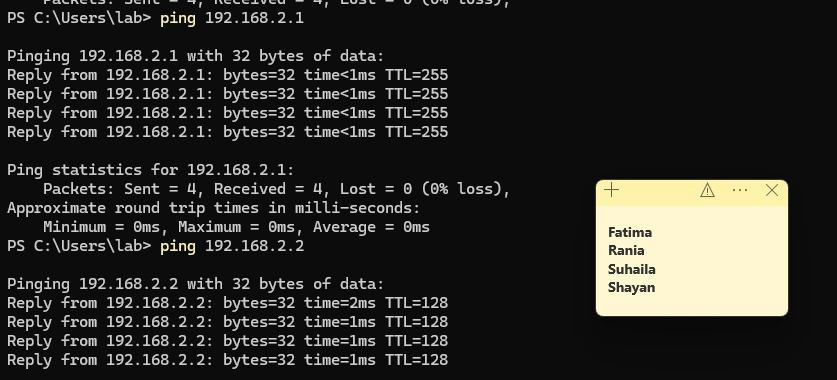 Packets: Sent = 4, Received = 4, Lost = 0 (0% loss),
PS C:\Users\lab> ping 192.168.2.1
Pinging 192.168.2.1 with 32 bytes of data:
Reply from 192.168.2.1: bytes=32 time<1ms TTL=255
Reply from 192.168.2.1: bytes=32 time<1ms TTL=255
Reply from 192.168.2.1: bytes=32 time<1ms TTL=255
Reply from 192.168.2.1: bytes=32 time<1ms TTL=255
Ping statistics for 192.168.2.1:
    Packets: Sent = 4, Received = 4, Lost = 0 (0% loss),
Approximate round trip times in milli-seconds:
    Minimum = 0ms, Maximum = 0ms, Average = 0ms
PS C:\Users\lab> ping 192.168.2.2
Pinging 192.168.2.2 with 32 bytes of data:
Reply from 192.168.2.2: bytes=32 time=2ms TTL=128
Reply from 192.168.2.2: bytes=32 time=1ms TTL=128
Reply from 192.168.2.2: bytes=32 time=1ms TTL=128
Reply from 192.168.2.2: bytes=32 time=1ms TTL=128
Fatima
Rania
Suhaila
Shayan